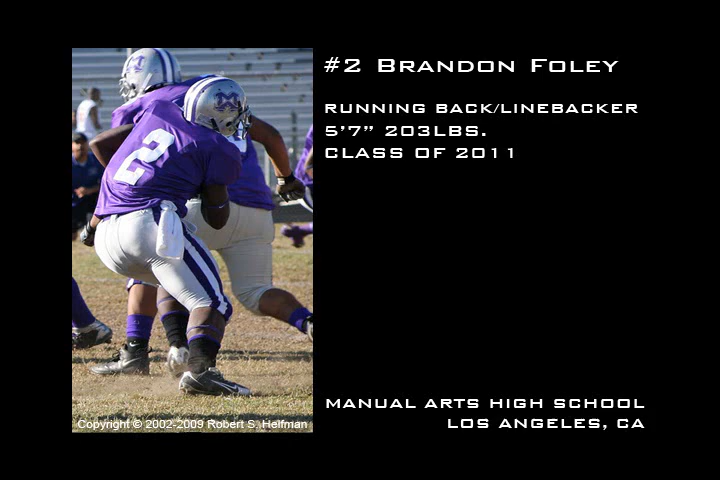 #2 Brandon Foley
RUNNING BACK/LINEBACKER
5'7” 203LBS.
CLASS OF 2011
2
MANUAL ARTS HIGH SCHOOL
LOS ANGELES, CA
Copyright © 2002-2009 Robert S. Helfman